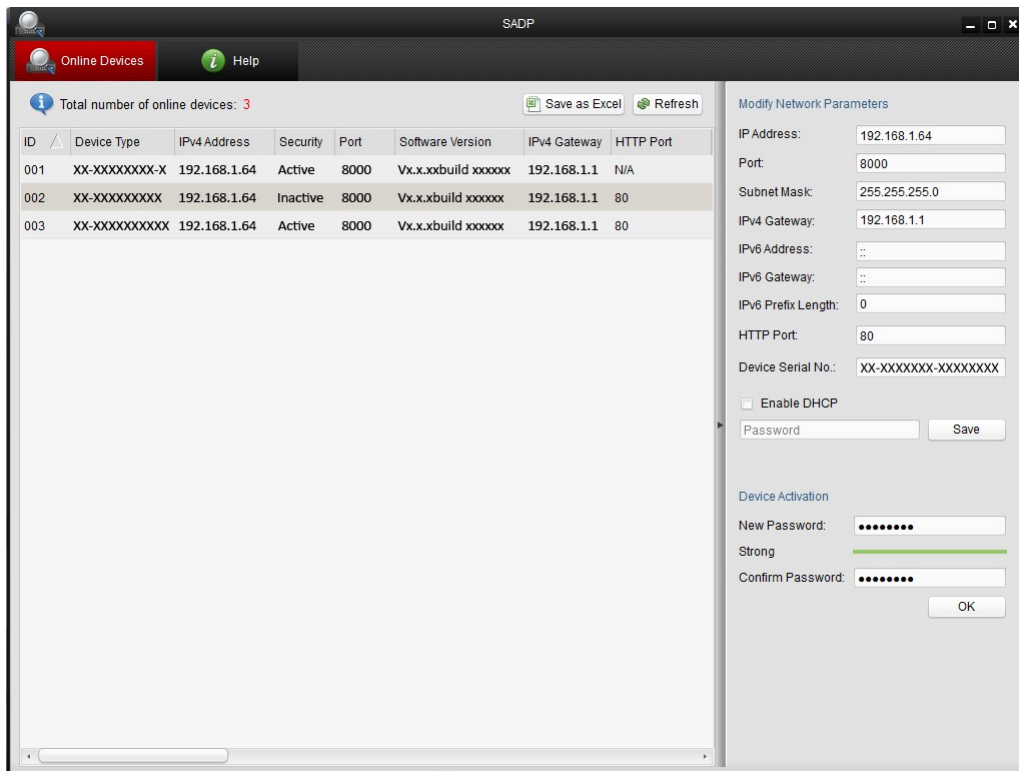 SADP
Online Devices
Help
Total number of online devices: 3
Save as Excel
Refresh
ID Device Type IPv4 Address Security Port Software Version IPv4 Gateway HTTP Port
001 XX-XXXXXXXX-X 192.168.1.64 Active 8000 Vx.x.xxbuild xxxxxx 192.168.1.1 N/A
002 XX-XXXXXXXXX 192.168.1.64 Inactive 8000 Vx.x.xbuild xxxxxx 192.168.1.1 80
003 XX-XXXXXXXXXX 192.168.1.64 Active 8000 Vx.x.xbuild xxxxxx 192.168.1.1 80
Modify Network Parameters
IP Address: 192.168.1.64
Port: 8000
Subnet Mask: 255.255.255.0
IPv4 Gateway: 192.168.1.1
IPv6 Address: ::
IPv6 Gateway: ::
IPv6 Prefix Length: 0
HTTP Port: 80
Device Serial No.: XX-XXXXXXX-XXXXXXXX
Enable DHCP
Password
Save
Device Activation
New Password: ••••••••
Strong
Confirm Password: ••••••••
OK